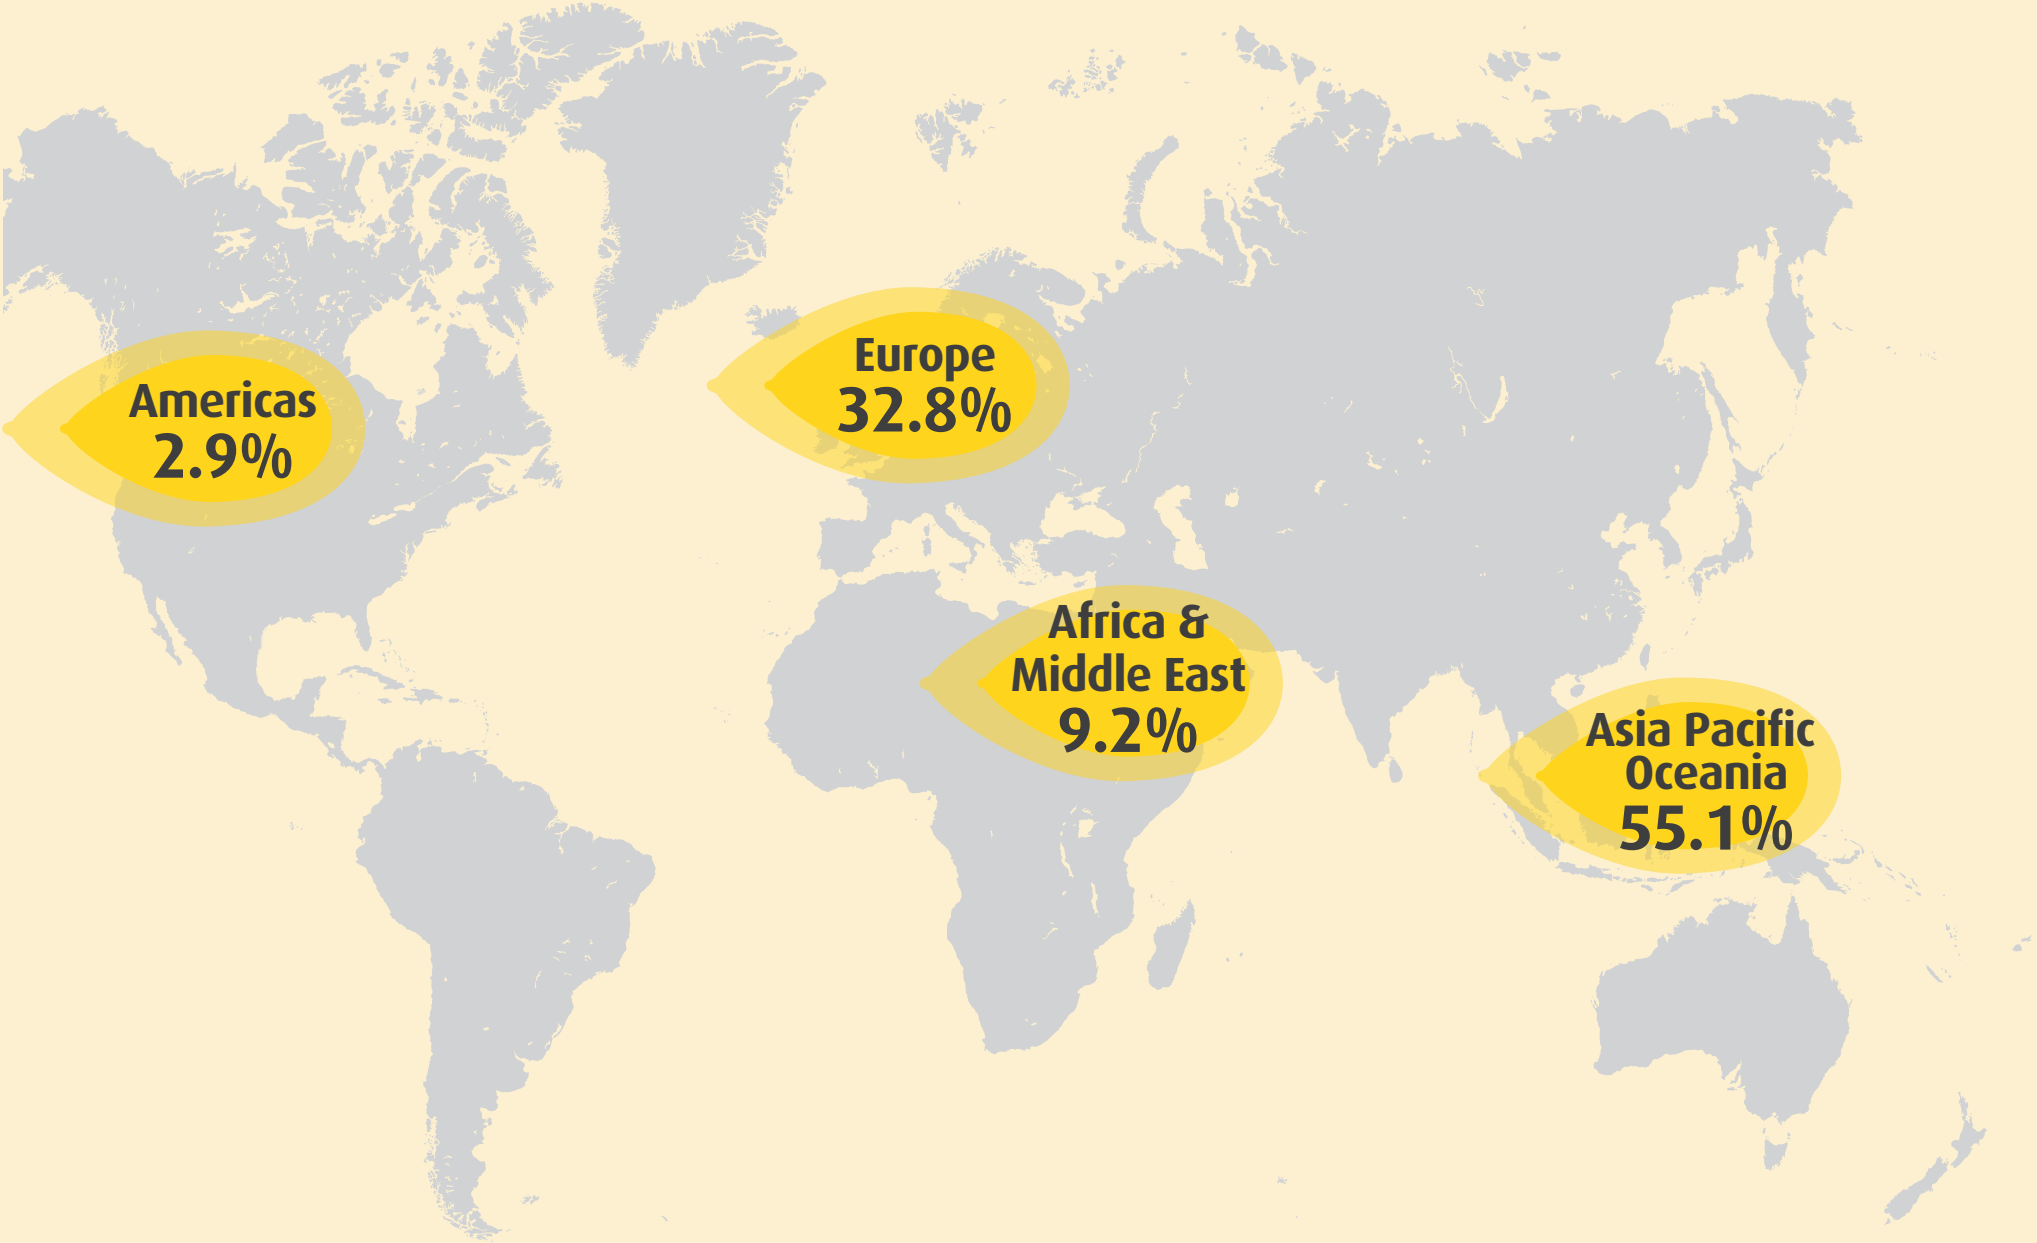 Americas
2.9%
Europe
32.8%
Africa &
Middle East
9.2%
Asia Pacific
Oceania
55.1%